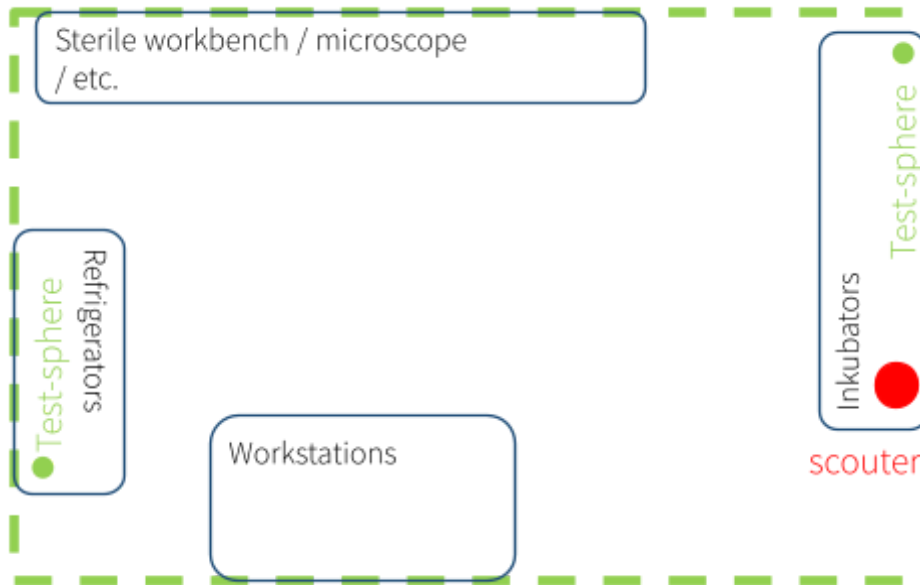 Sterile workbench / microscope
/ etc.
Test-sphere
Inkubators
scouter
Refrigerators
Test-sphere
Workstations